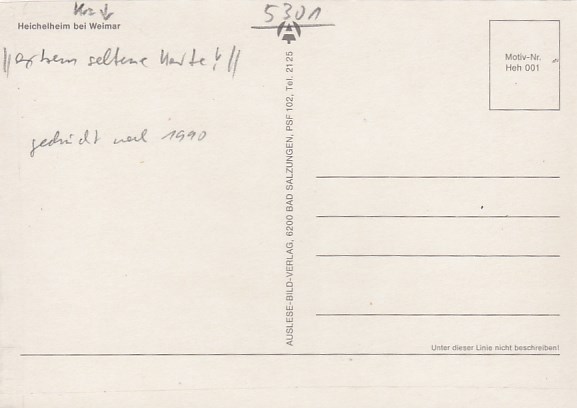 5301
Heichelheim bei Weimar
//extrem seltene Karte!//
gedruckt nach 1990
AUSLESE-BILD-VERLAG, 6200 BAD SALZUNGEN, PSF 102, Tel. 2125
Motiv-Nr.
Heh 001
Unter dieser Linie nicht beschreiben!